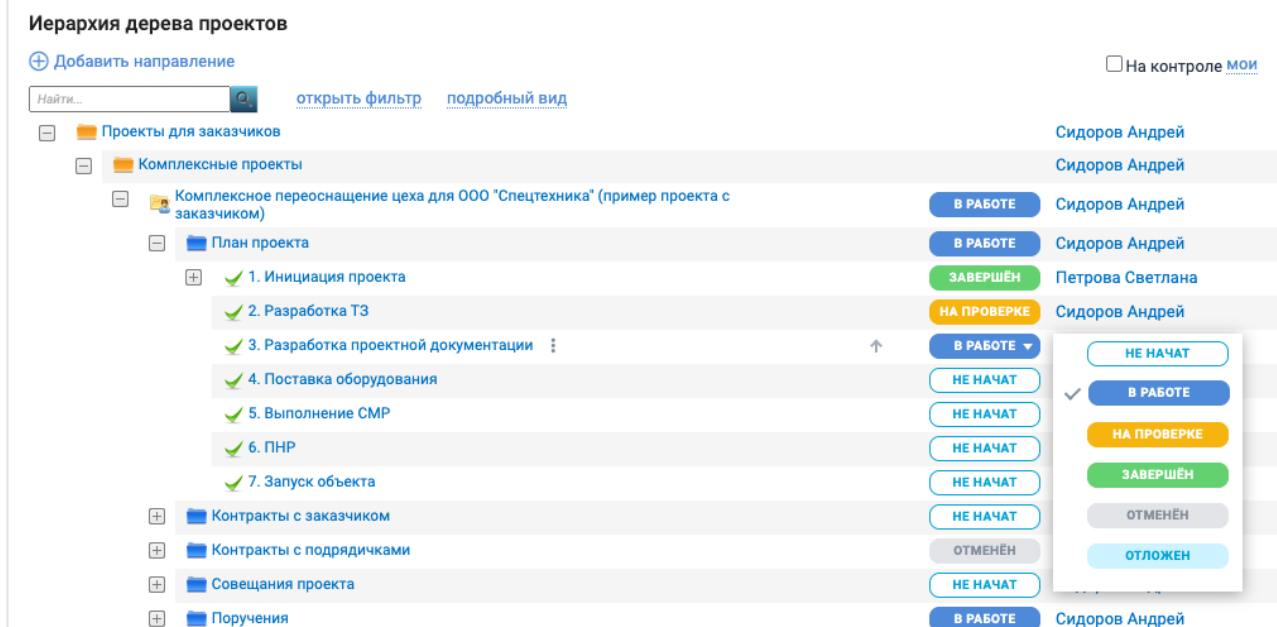 Иерархия дерева проектов
Добавить направление
На контроле мои
Найти... открыть фильтр подробный вид
Проекты для заказчиков Сидоров Андрей
Комплексные проекты Сидоров Андрей
Комплексное переоснащение цеха для ООО "Спецтехника" (пример проекта с
заказчиком) В РАБОТЕ Сидоров Андрей
План проекта В РАБОТЕ Сидоров Андрей
1. Инициация проекта ЗАВЕРШЁН Петрова Светлана
2. Разработка ТЗ НА ПРОВЕРКЕ Сидоров Андрей
3. Разработка проектной документации В РАБОТЕ
4. Поставка оборудования НЕ НАЧАТ
5. Выполнение СМР НЕ НАЧАТ
6. ПНР НЕ НАЧАТ
7. Запуск объекта НЕ НАЧАТ
Контракты с заказчиком НЕ НАЧАТ
Контракты с подрядичками ОТМЕНЁН
Совещания проекта НЕ НАЧАТ
Поручения В РАБОТЕ Сидоров Андрей
НЕ НАЧАТ
В РАБОТЕ
НА ПРОВЕРКЕ
ЗАВЕРШЁН
ОТМЕНЁН
ОТЛОЖЕН